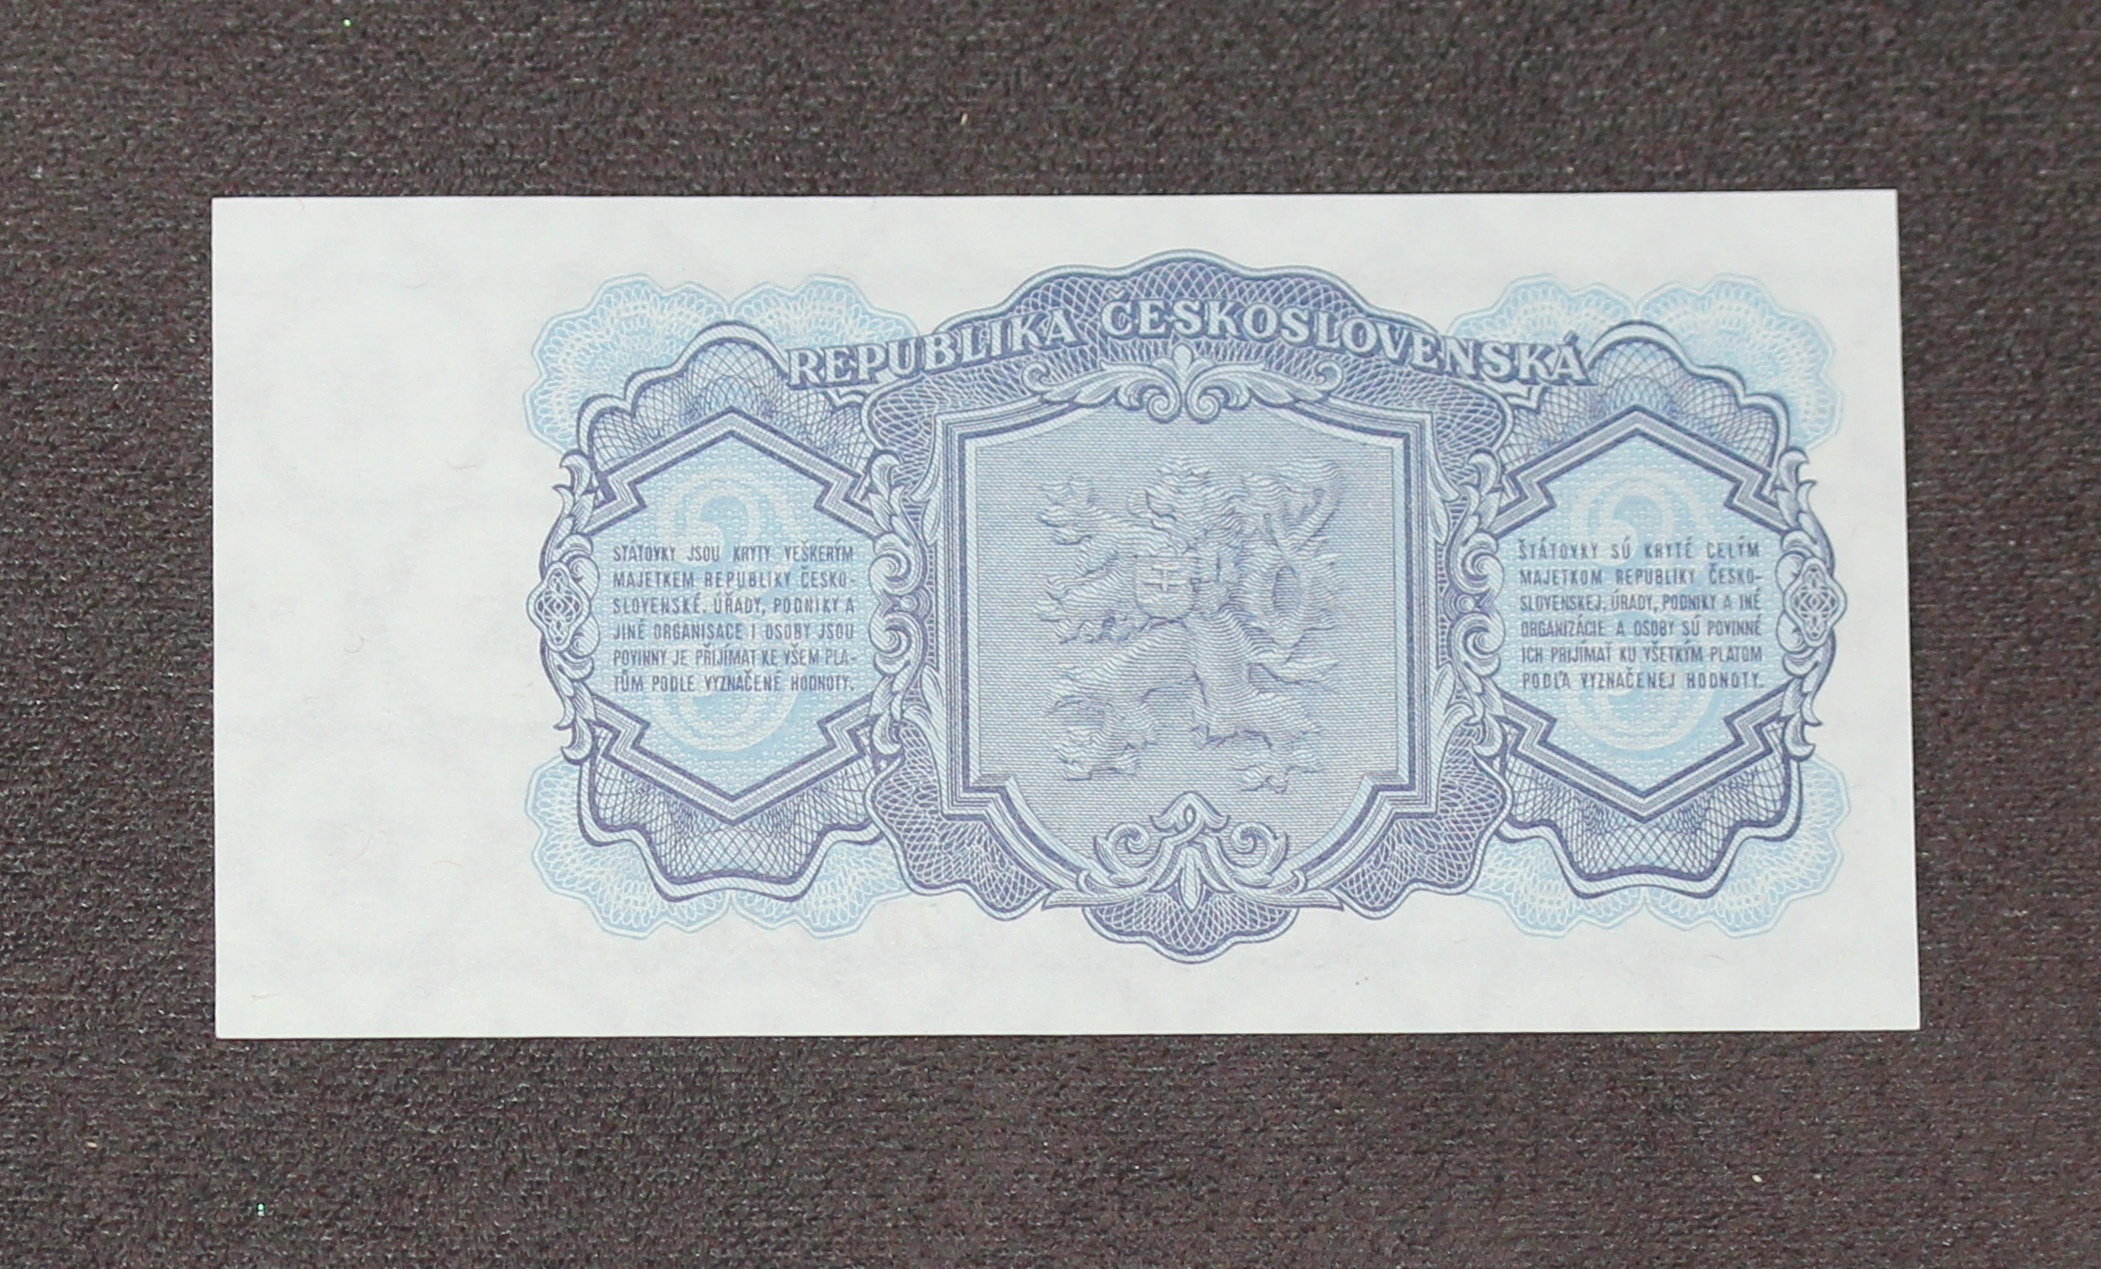 REPUBLIKA ČESKOSLOVENSKÁ
3
STÁTOVKY JSOU KRYTY VEŠKERÝM
MAJETKEM REPUBLIKY ČESKO-
SLOVENSKÉ. ÚŘADY, PODNIKY A
JINÉ ORGANISACE I OSOBY JSOU
POVINNY JE PŘIJÍMAT KE VŠEM PLA-
TŮM PODLE VYZNAČENÉ HODNOTY.
3
ŠTÁTOVKY SÚ KRYTÉ CELÝM
MAJETKOM REPUBLIKY ČESKO-
SLOVENSKEJ. ÚRADY, PODNIKY A INÉ
ORGANIZÁCIE A OSOBY SÚ POVINNÉ
ICH PRIJÍMAŤ KU VŠETKÝM PLATOM
PODĽA VYZNAČENEJ HODNOTY.